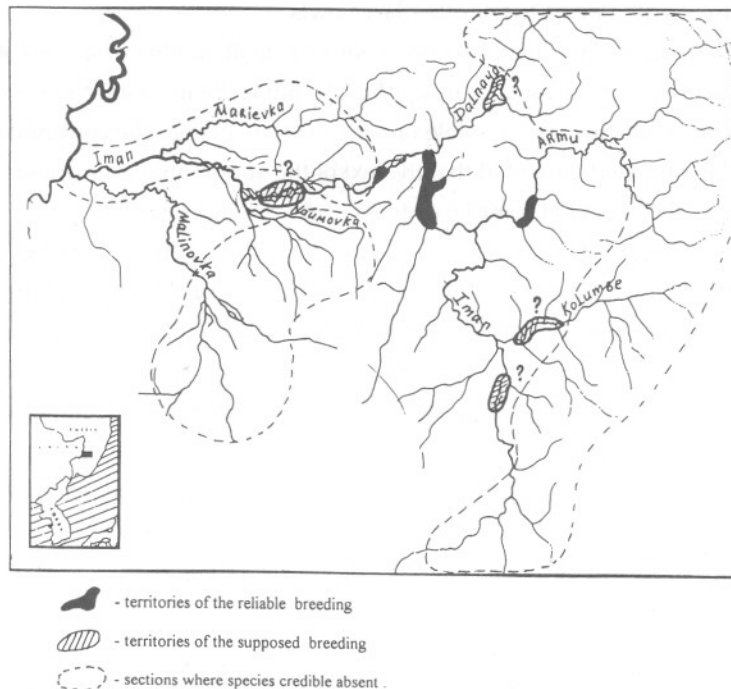 Dalnaya
?
Marievka
Armu
Iman
?
Naumovka
Malinovka
Iman
?
Kolumbe
?
- territories of the reliable breeding
- territories of the supposed breeding
- sections where species credible absent .